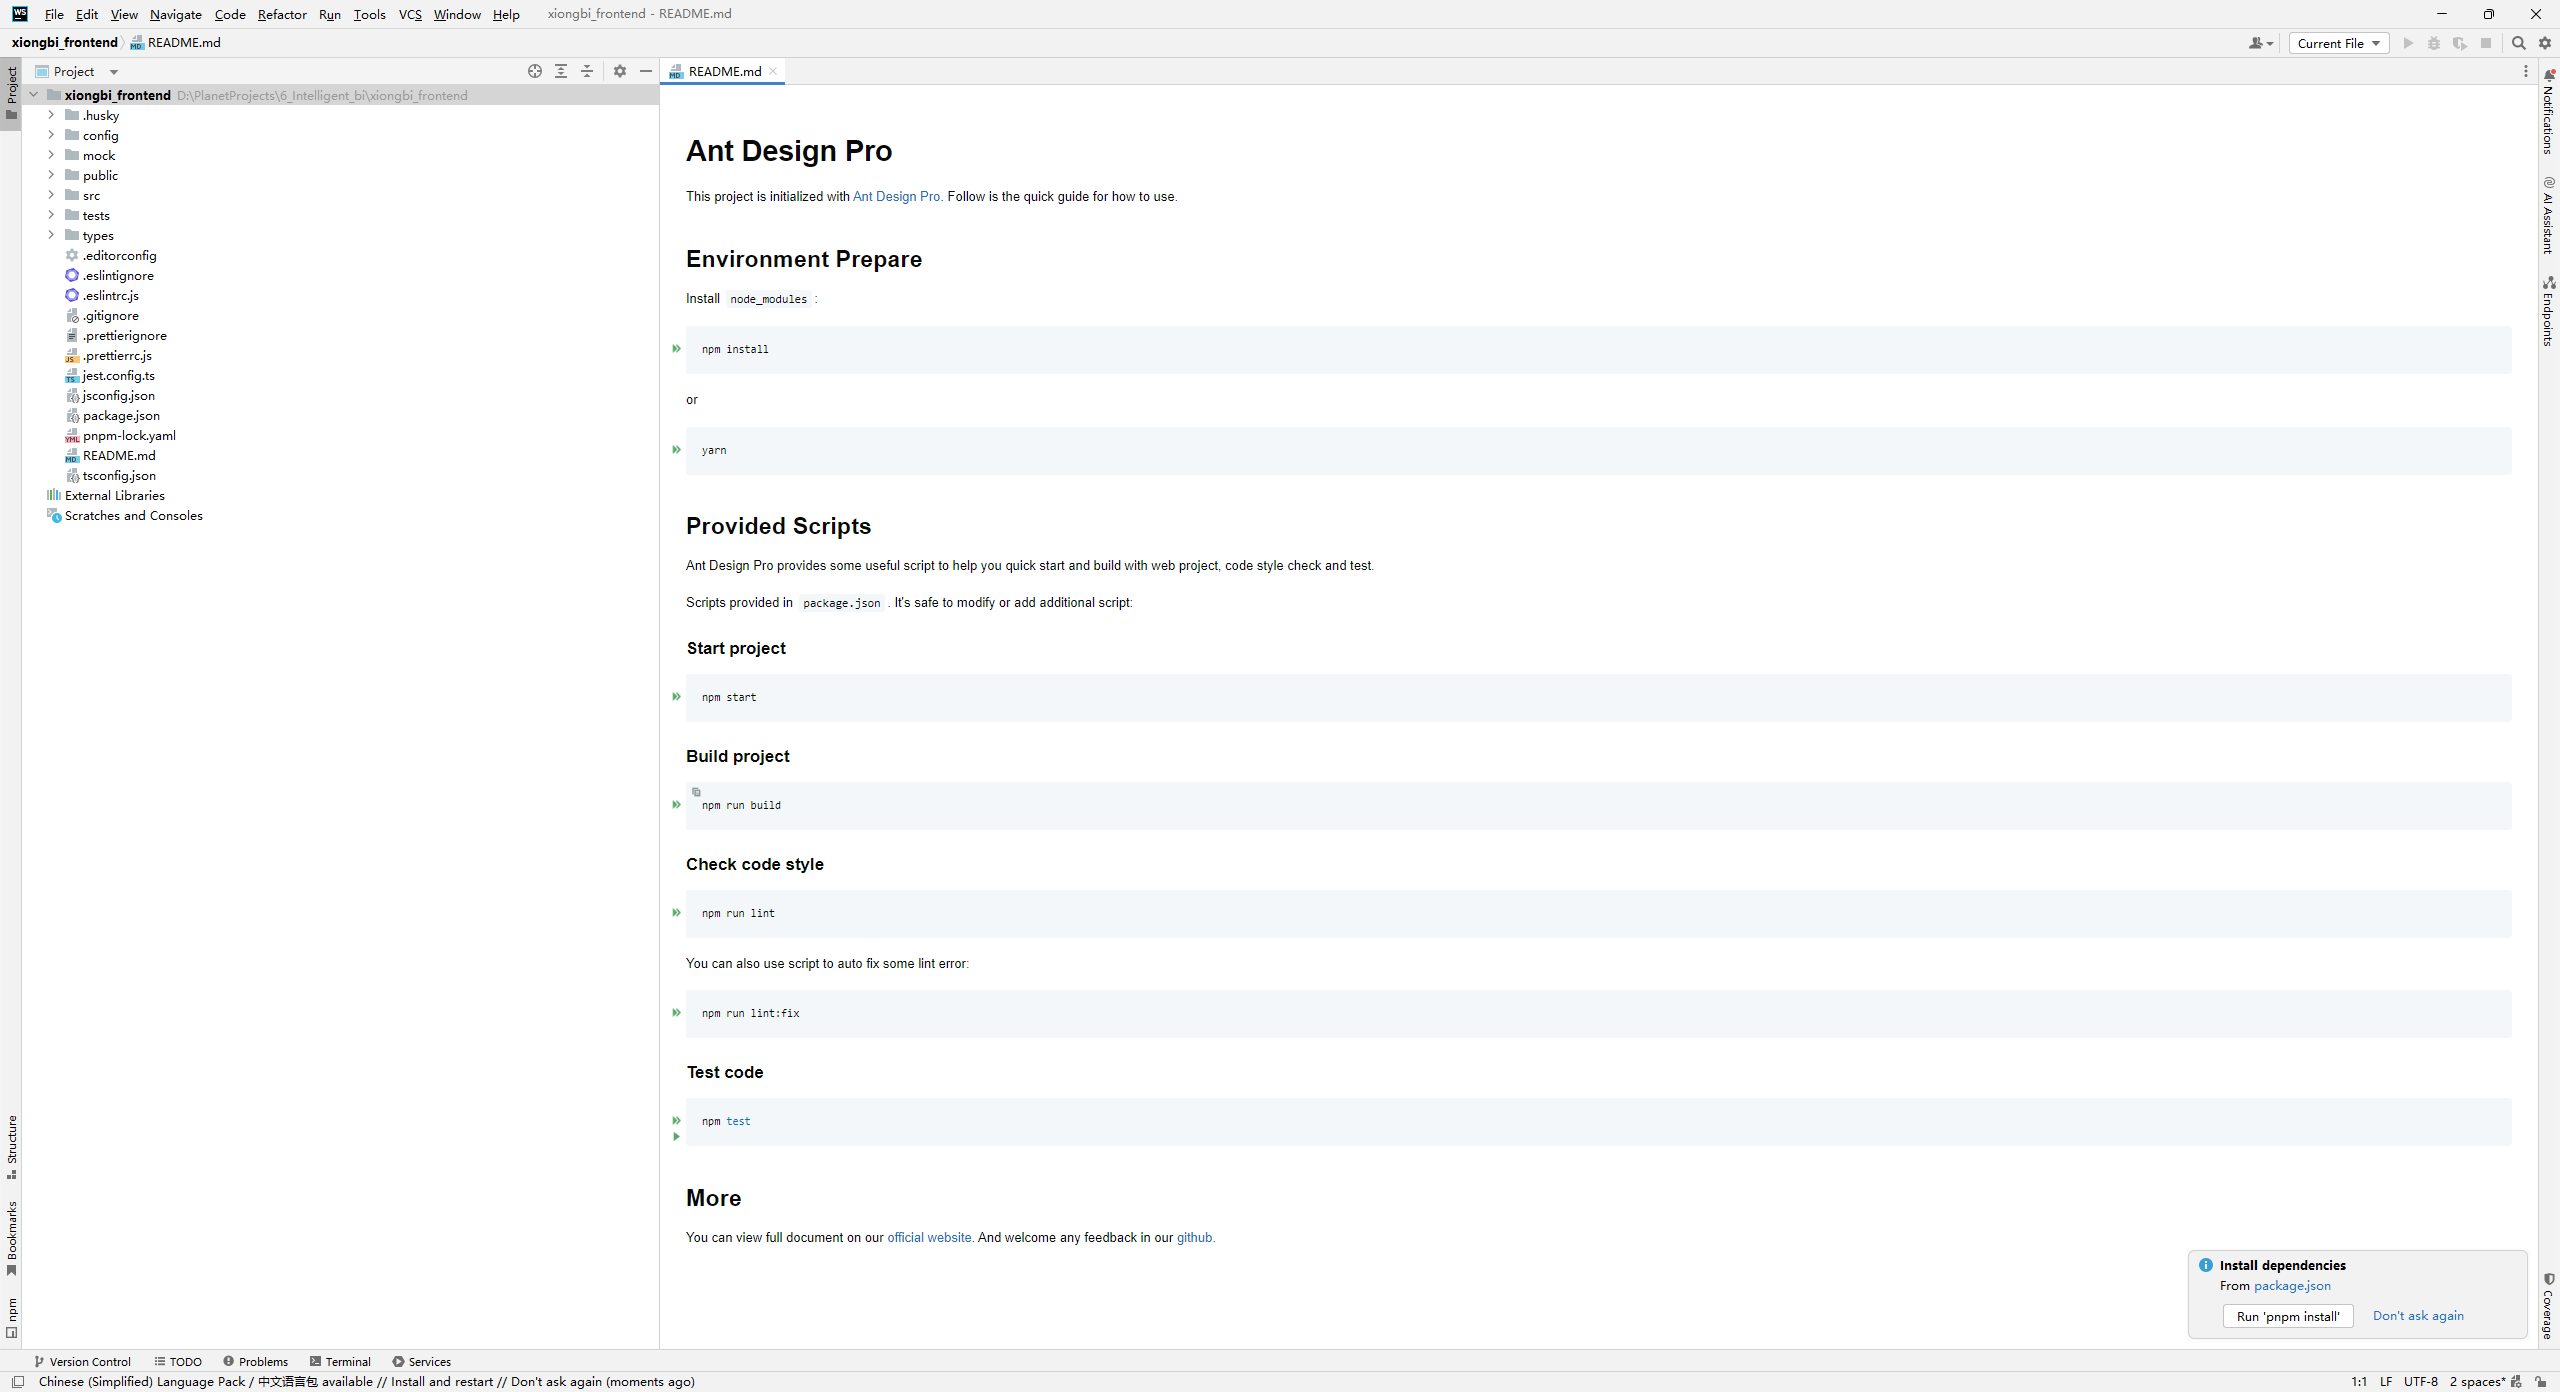 WS File Edit View Navigate Code Refactor Run Tools VCS Window Help xiongbi_frontend - README.md
xiongbi_frontend README.md
Current File
Project
README.md
Project
xiongbi_frontend D:\PlanetProjects\6_Intelligent_bi\xiongbi_frontend
.husky
config
mock
public
src
tests
types
.editorconfig
.eslintignore
.eslintrc.js
.gitignore
.prettierignore
.prettierrc.js
jest.config.ts
jsconfig.json
package.json
pnpm-lock.yaml
README.md
tsconfig.json
External Libraries
Scratches and Consoles
Structure
Bookmarks
npm
Ant Design Pro
This project is initialized with Ant Design Pro. Follow is the quick guide for how to use.
Environment Prepare
Install node_modules :
npm install
or
yarn
Provided Scripts
Ant Design Pro provides some useful script to help you quick start and build with web project, code style check and test.
Scripts provided in package.json . It's safe to modify or add additional script:
Start project
npm start
Build project
npm run build
Check code style
npm run lint
You can also use script to auto fix some lint error:
npm run lint:fix
Test code
npm test
More
You can view full document on our official website. And welcome any feedback in our github.
Notifications
AI Assistant
Endpoints
Coverage
Install dependencies
From package.json
Run 'pnpm install' Don't ask again
Version Control TODO Problems Terminal Services
Chinese (Simplified) Language Pack / 中文语言包 available // Install and restart // Don't ask again (moments ago) 1:1 LF UTF-8 2 spaces*